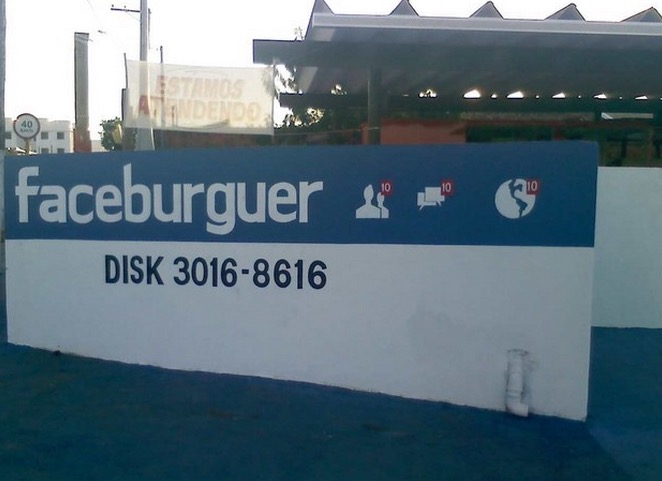 ESTAMOS
ATENDENDO
40
faceburguer 10 10 10
DISK 3016-8616